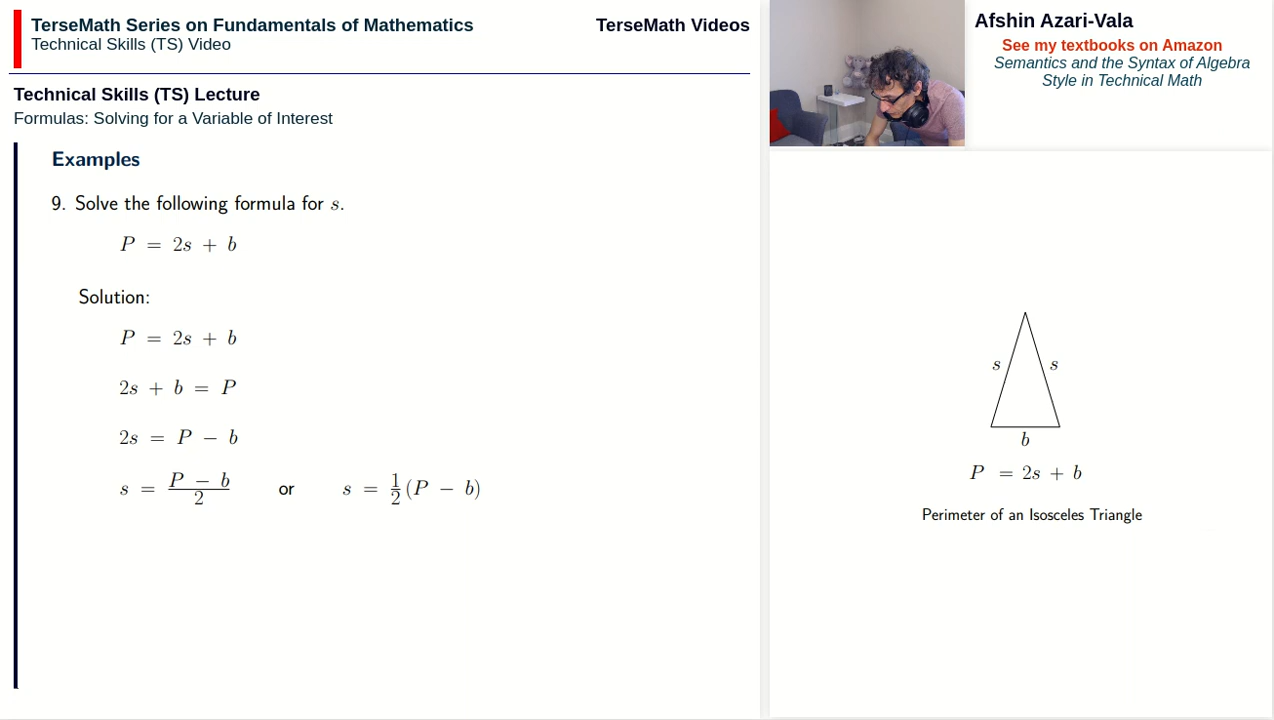 TerseMath Series on Fundamentals of Mathematics
TerseMath Videos
Technical Skills (TS) Video
Technical Skills (TS) Lecture
Formulas: Solving for a Variable of Interest
Examples
9. Solve the following formula for s.
P = 2s + b
Solution:
P = 2s + b
2s + b = P
2s = P − b
s = (P − b)/2 or s = 1/2 (P − b)
Afshin Azari-Vala
See my textbooks on Amazon
Semantics and the Syntax of Algebra
Style in Technical Math
s s
b
P = 2s + b
Perimeter of an Isosceles Triangle